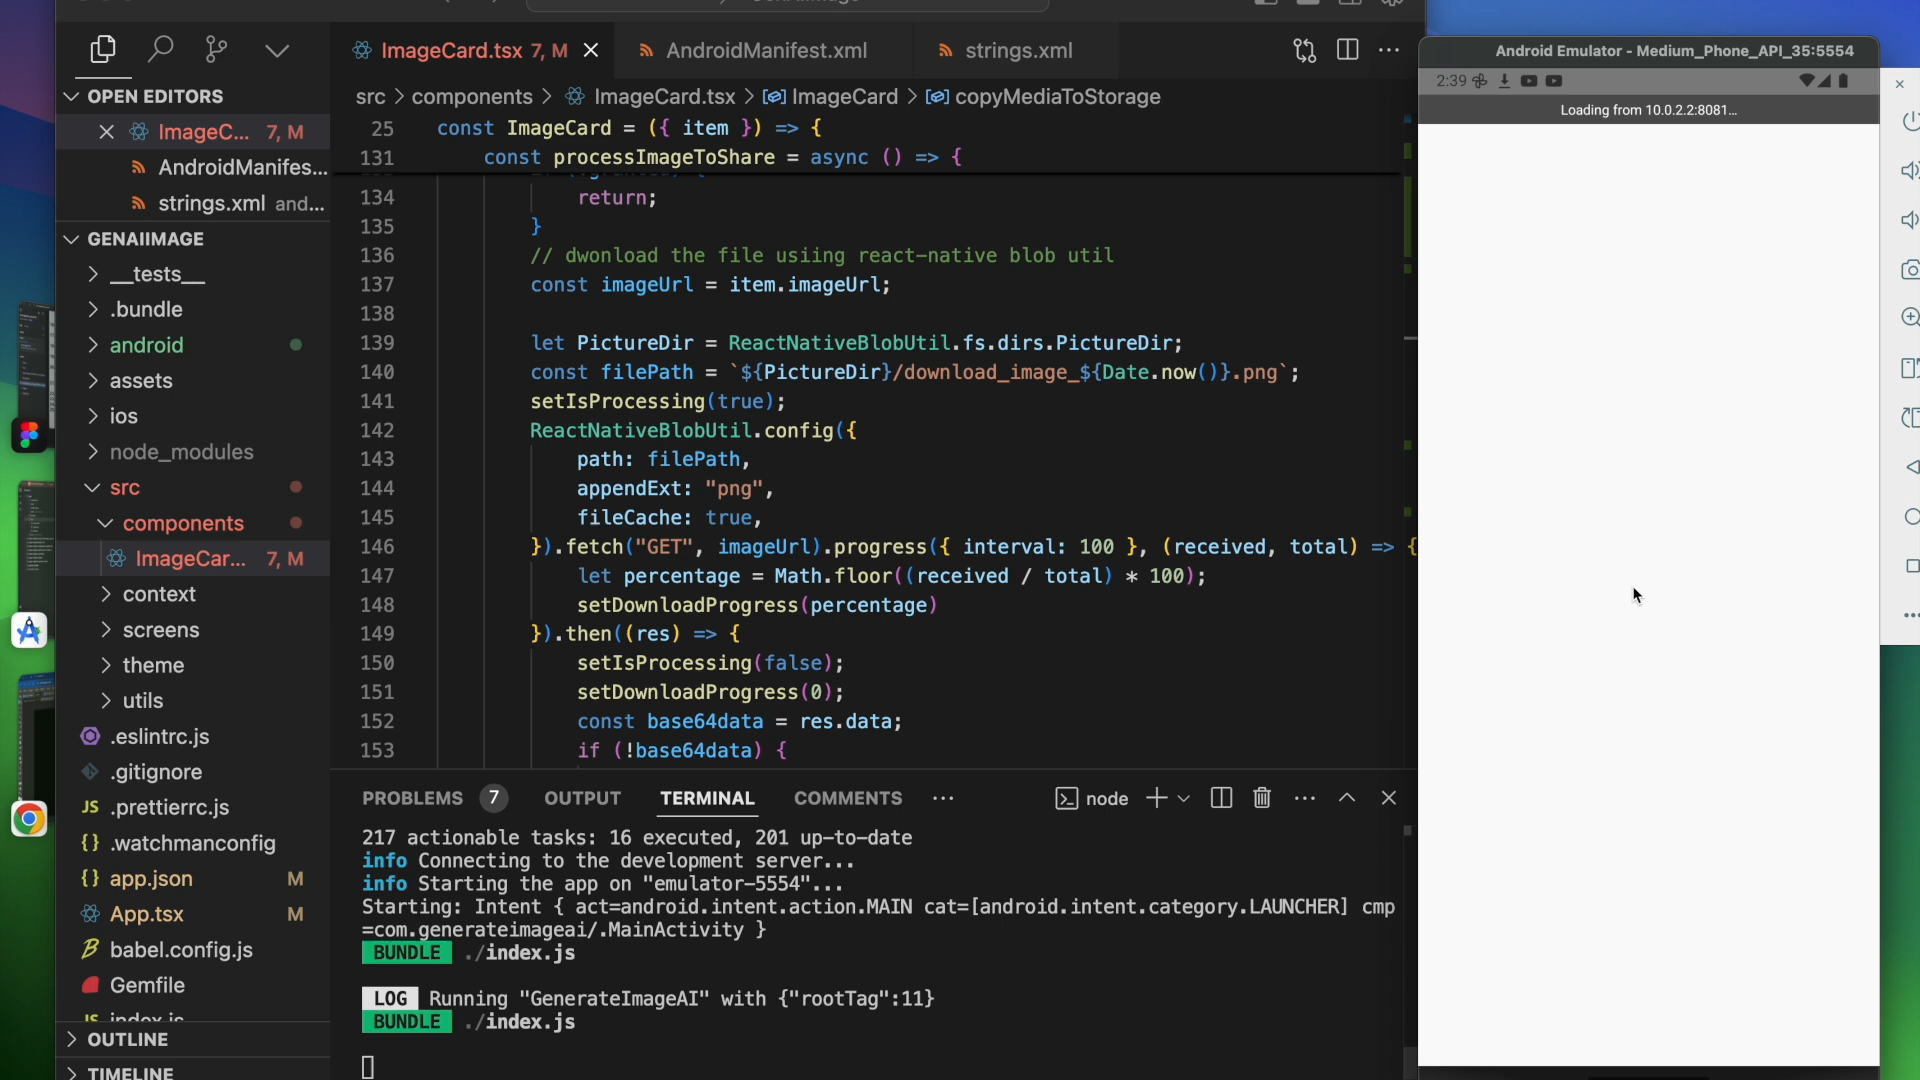 ImageCard.tsx 7, M
AndroidManifest.xml
strings.xml
OPEN EDITORS
ImageC... 7, M
AndroidManifes...
strings.xml and...
GENAIIMAGE
__tests__
.bundle
android
assets
ios
node_modules
src
components
ImageCar... 7, M
context
screens
theme
utils
.eslintrc.js
.gitignore
JS .prettierrc.js
{} .watchmanconfig
{} app.json M
App.tsx M
babel.config.js
Gemfile
JS index.js
OUTLINE
TIMELINE
src > components > ImageCard.tsx > ImageCard > copyMediaToStorage
25 const ImageCard = ({ item }) => {
131 const processImageToShare = async () => {
134 return;
135 }
136 // dwonload the file usiing react-native blob util
137 const imageUrl = item.imageUrl;
138
139 let PictureDir = ReactNativeBlobUtil.fs.dirs.PictureDir;
140 const filePath = `${PictureDir}/download_image_${Date.now()}.png`;
141 setIsProcessing(true);
142 ReactNativeBlobUtil.config({
143 path: filePath,
144 appendExt: "png",
145 fileCache: true,
146 }).fetch("GET", imageUrl).progress({ interval: 100 }, (received, total) => {
147 let percentage = Math.floor((received / total) * 100);
148 setDownloadProgress(percentage)
149 }).then((res) => {
150 setIsProcessing(false);
151 setDownloadProgress(0);
152 const base64data = res.data;
153 if (!base64data) {
PROBLEMS 7 OUTPUT TERMINAL COMMENTS ... node
217 actionable tasks: 16 executed, 201 up-to-date
info Connecting to the development server...
info Starting the app on "emulator-5554"...
Starting: Intent { act=android.intent.action.MAIN cat=[android.intent.category.LAUNCHER] cmp
=com.generateimageai/.MainActivity }
BUNDLE ./index.js
LOG Running "GenerateImageAI" with {"rootTag":11}
BUNDLE ./index.js
Android Emulator - Medium_Phone_API_35:5554
2:39
Loading from 10.0.2.2:8081...